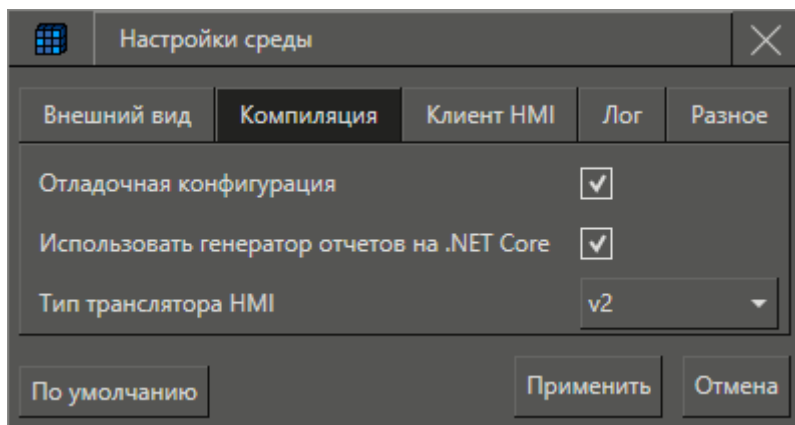 Настройки среды
Внешний вид Компиляция Клиент HMI Лог Разное
Отладочная конфигурация
Использовать генератор отчетов на .NET Core
Тип транслятора HMI v2
По умолчанию Применить Отмена